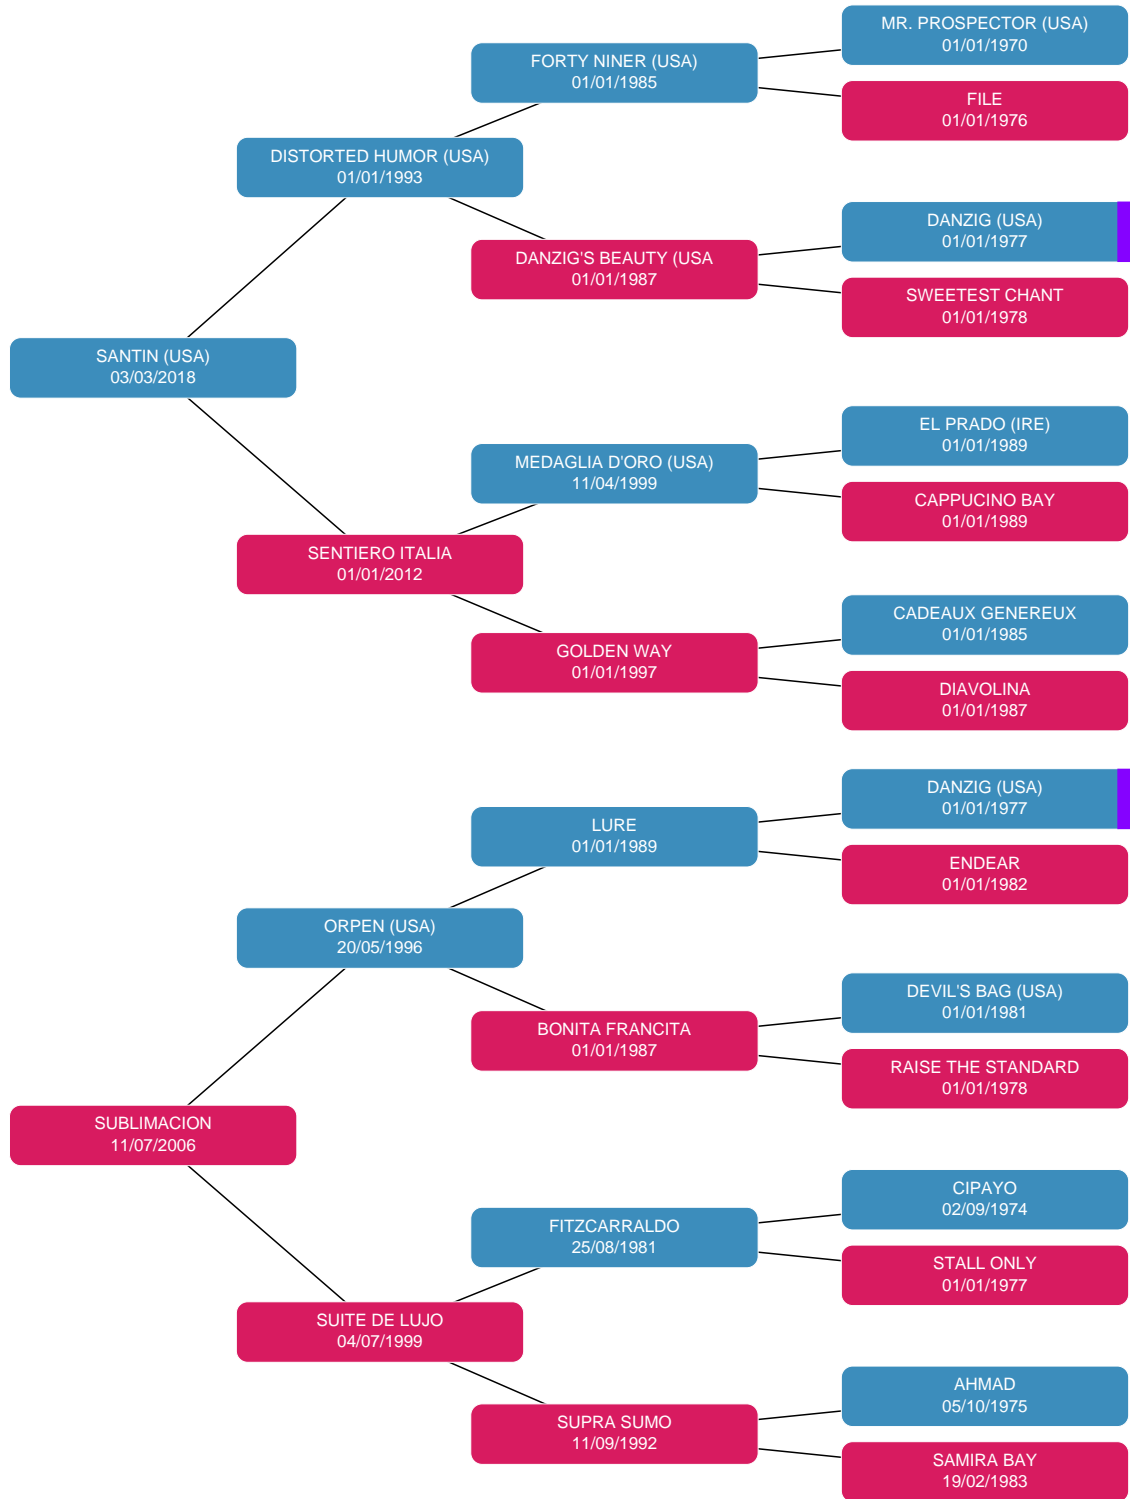 MR. PROSPECTOR (USA)
01/01/1970
FORTY NINER (USA)
01/01/1985
FILE
01/01/1976
DISTORTED HUMOR (USA)
01/01/1993
DANZIG (USA)
01/01/1977
DANZIG'S BEAUTY (USA
01/01/1987
SWEETEST CHANT
01/01/1978
SANTIN (USA)
03/03/2018
EL PRADO (IRE)
01/01/1989
MEDAGLIA D'ORO (USA)
11/04/1999
CAPPUCINO BAY
01/01/1989
SENTIERO ITALIA
01/01/2012
CADEAUX GENEREUX
01/01/1985
GOLDEN WAY
01/01/1997
DIAVOLINA
01/01/1987
DANZIG (USA)
01/01/1977
LURE
01/01/1989
ENDEAR
01/01/1982
ORPEN (USA)
20/05/1996
DEVIL'S BAG (USA)
01/01/1981
BONITA FRANCITA
01/01/1987
RAISE THE STANDARD
01/01/1978
SUBLIMACION
11/07/2006
CIPAYO
02/09/1974
FITZCARRALDO
25/08/1981
STALL ONLY
01/01/1977
SUITE DE LUJO
04/07/1999
AHMAD
05/10/1975
SUPRA SUMO
11/09/1992
SAMIRA BAY
19/02/1983